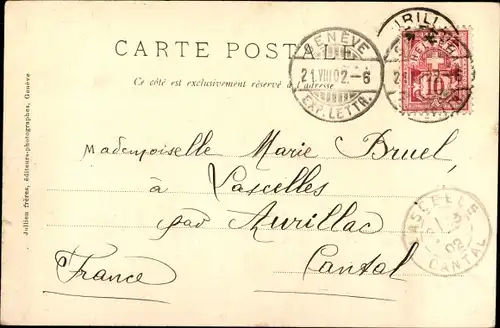 CARTE POSTALE
Ce côté est exclusivement réservé à l'adresse
GENÈVE
21.VIII.02.-6
EXP. LETTR.
HELVETIA
10
Mademoiselle Marie Bruel,
à Lascelles
par Aurillac
Cantal
France
02
CANTAL
Jullien frères, éditeurs-photographes, Genève